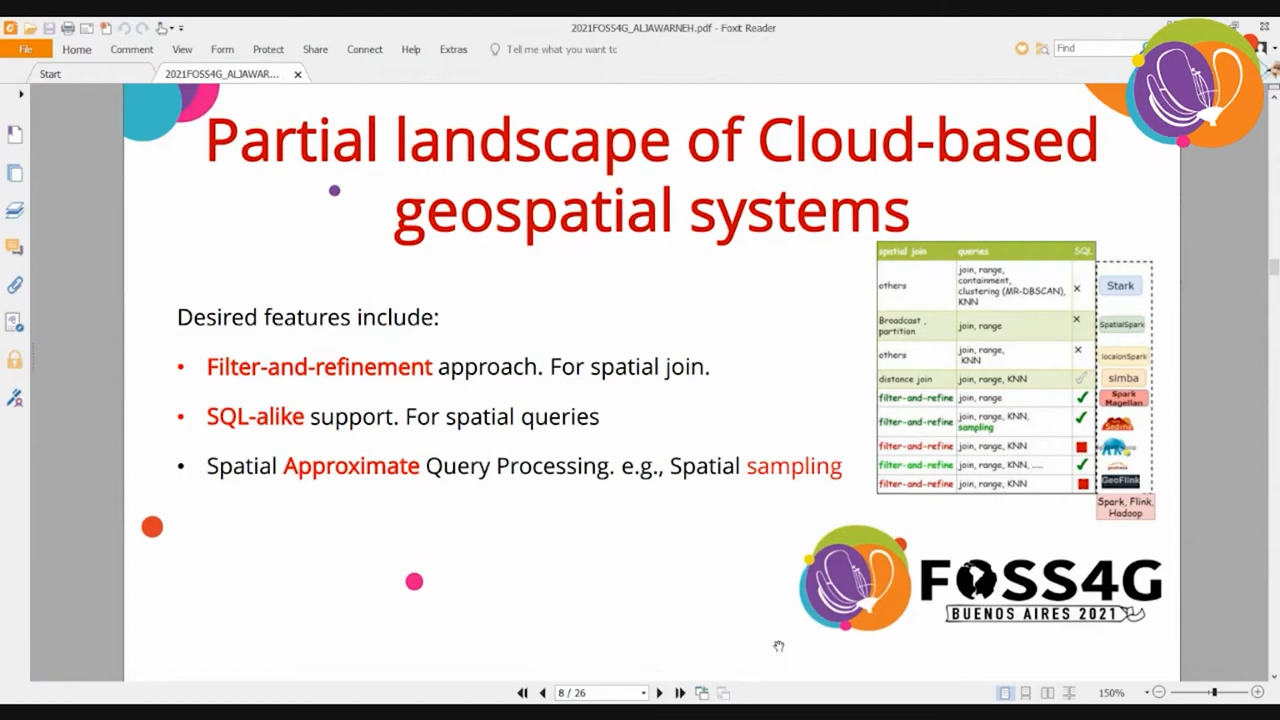 2021FOSS4G_ALJAWARNEH.pdf - Foxit Reader
File Home Comment View Form Protect Share Connect Help Extras Tell me what you want to Find
Start 2021FOSS4G_ALJAWAR...
Partial landscape of Cloud-based
geospatial systems
Desired features include:
• Filter-and-refinement approach. For spatial join.
• SQL-alike support. For spatial queries
• Spatial Approximate Query Processing. e.g., Spatial sampling
spatial join queries SQL
others join, range, containment, clustering (MR-DBSCAN), KNN Stark
Broadcast , partition join, range SpatialSpark
others join, range, KNN locaionSpark
distance join join, range, KNN simba
filter-and-refine join, range Spark Magellan
filter-and-refine join, range, KNN, sampling Sedona
filter-and-refine join, range, KNN
filter-and-refine join, range, KNN, .....
filter-and-refine join, range, KNN GeoFlink
Spark, Flink,
Hadoop
FOSS4G
BUENOS AIRES 2021
8 / 26
150%